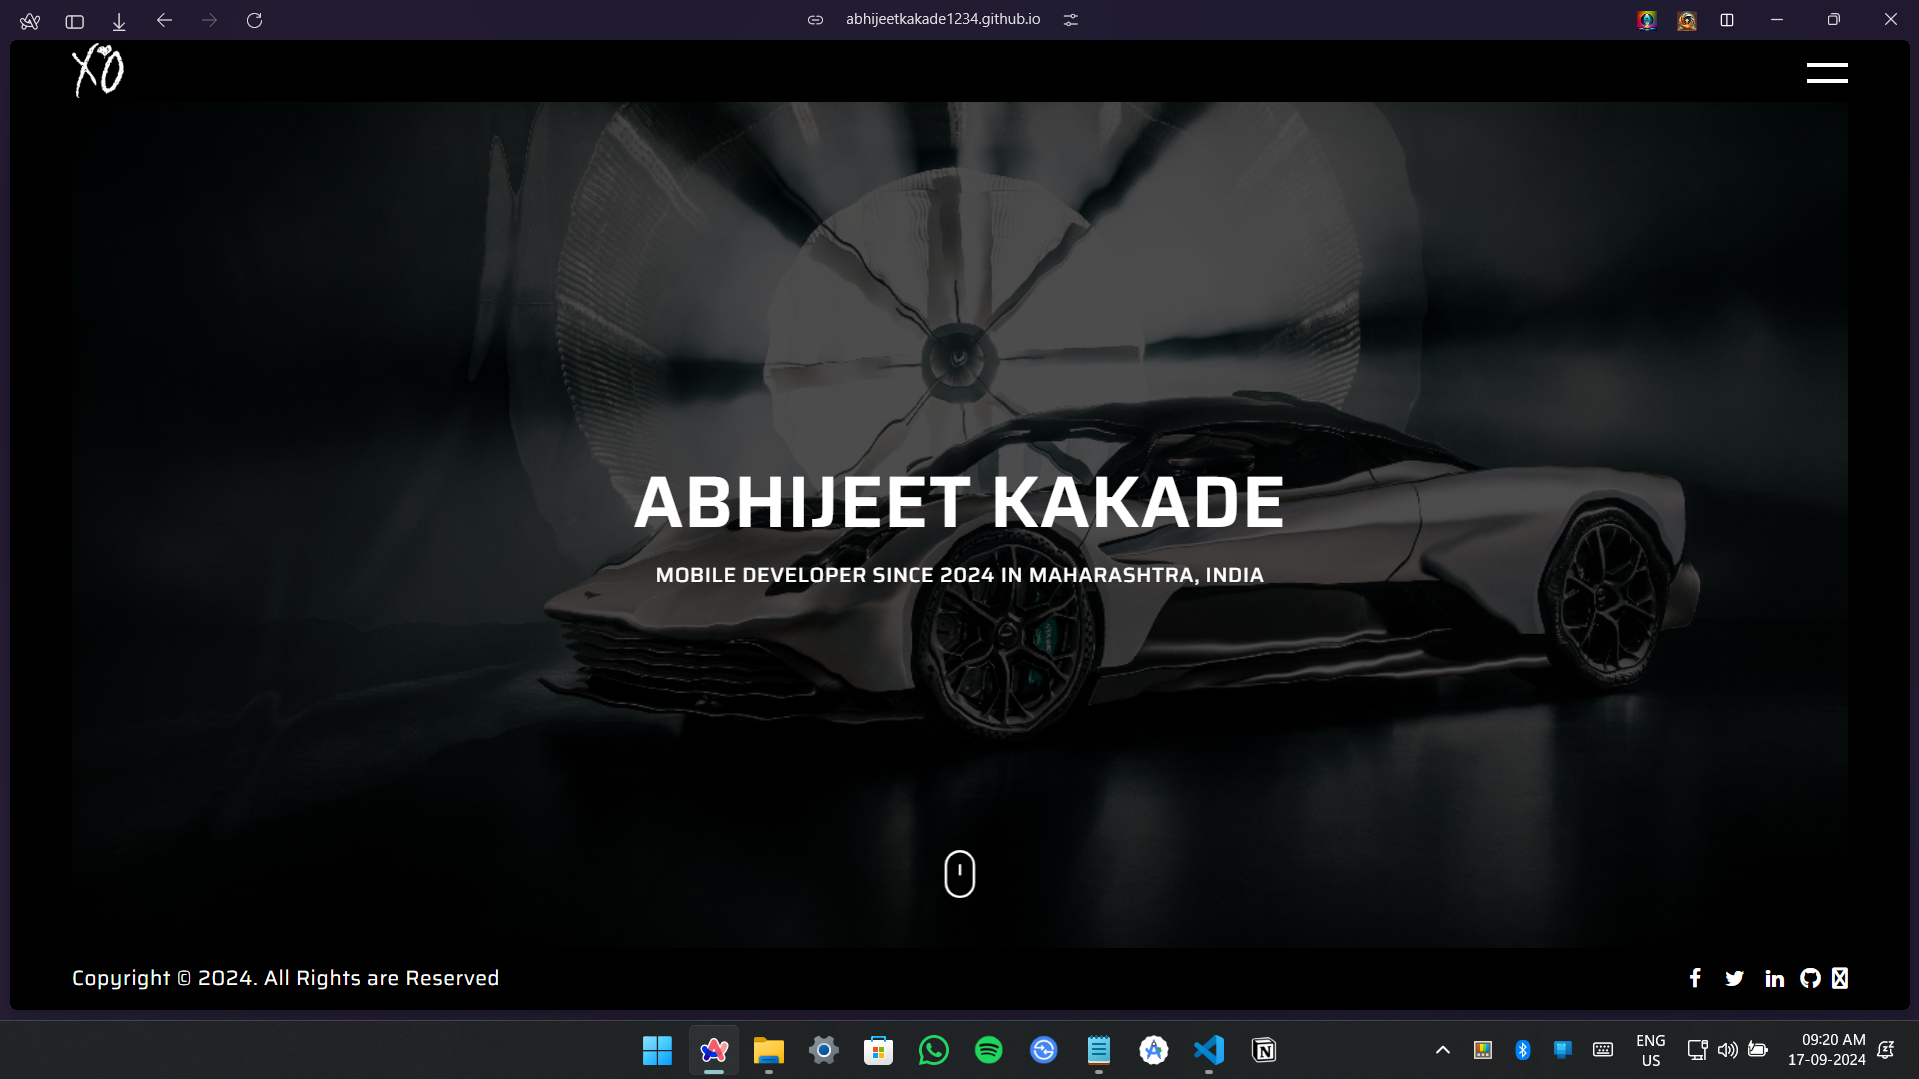 abhijeetkakade1234.github.io
XO
ABHIJEET KAKADE
MOBILE DEVELOPER SINCE 2024 IN MAHARASHTRA, INDIA
Copyright © 2024. All Rights are Reserved
ENG
US
09:20 AM
17-09-2024